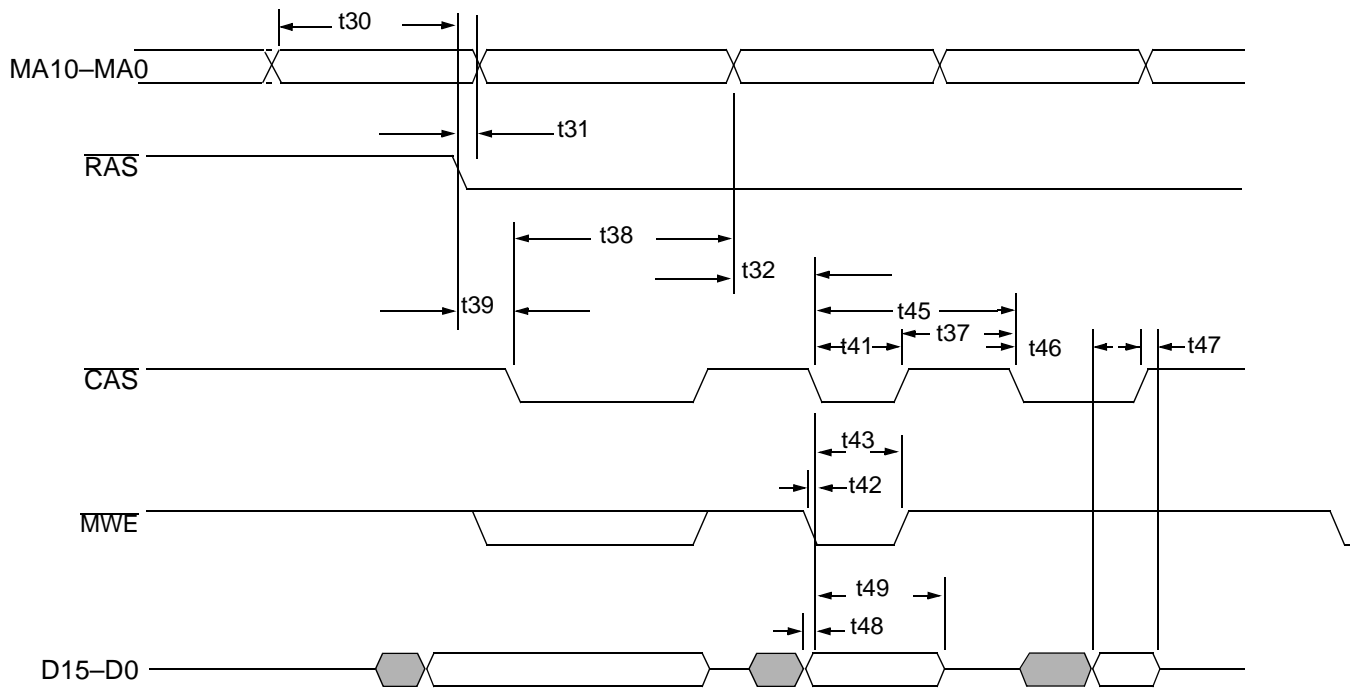 t30
MA10–MA0
t31
RAS
t38
t32
t39
t45
t37
t41
t46
t47
CAS
t43
t42
MWE
t49
t48
D15–D0